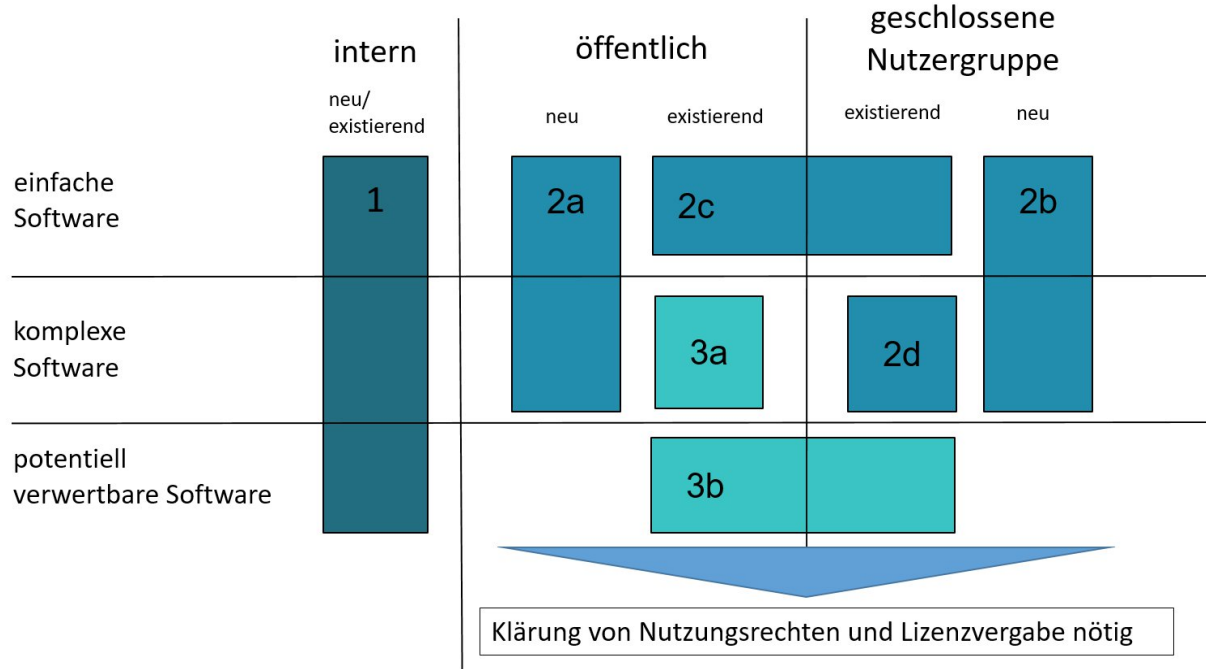 intern
öffentlich
geschlossene
Nutzergruppe
neu/
existierend
neu
existierend
existierend
neu
einfache
Software
1
2a
2c
2b
komplexe
Software
3a
2d
potentiell
verwertbare Software
3b
Klärung von Nutzungsrechten und Lizenzvergabe nötig